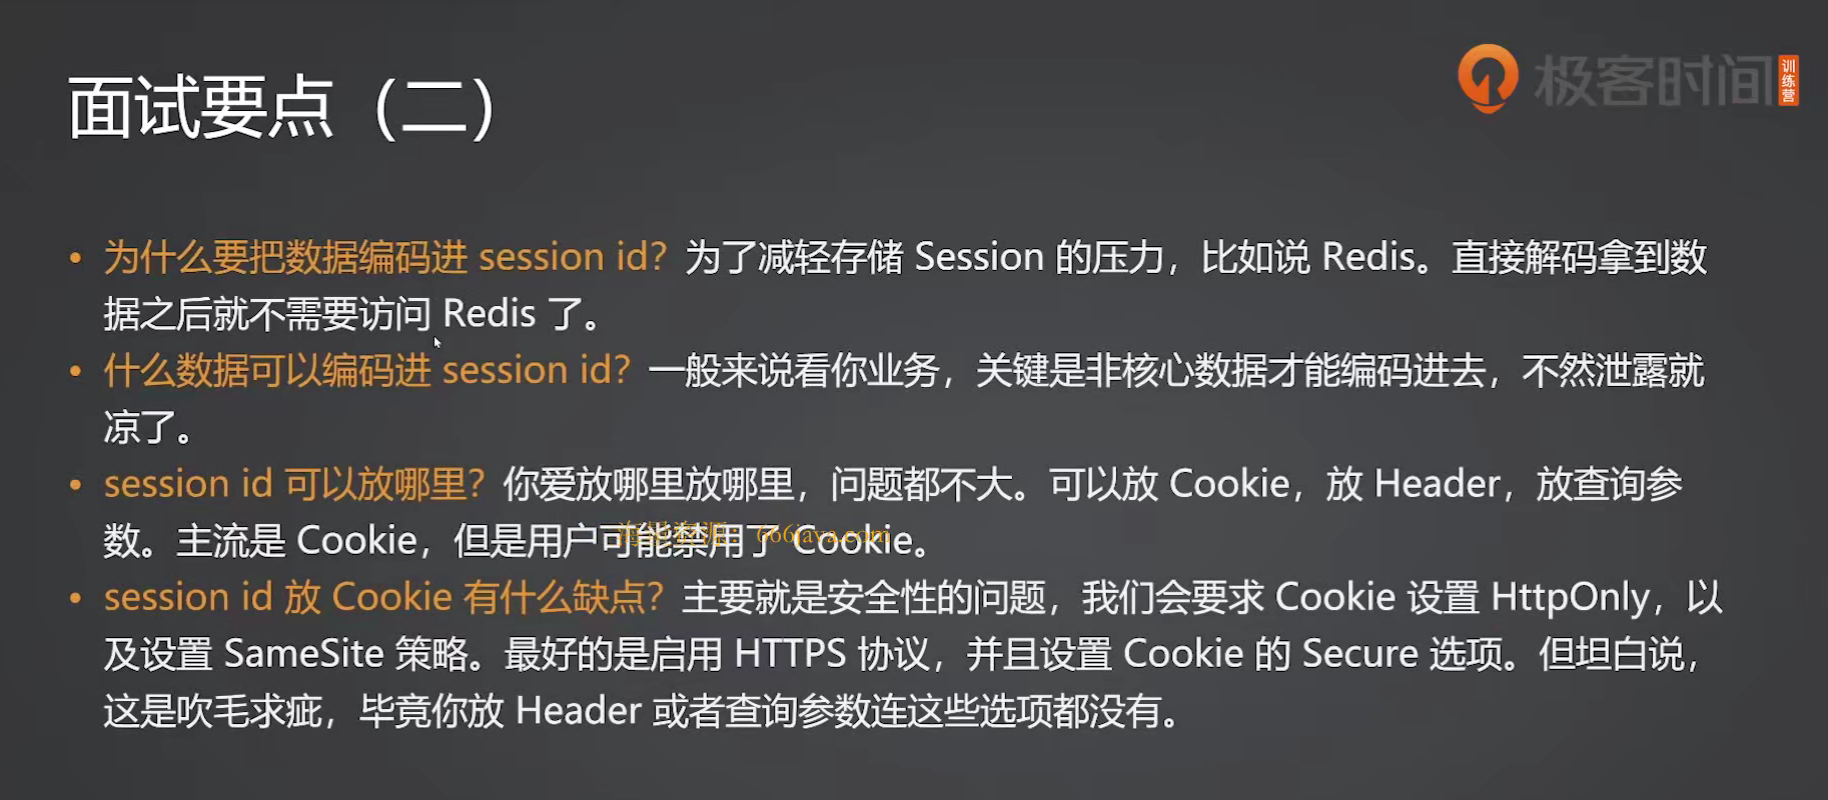 面试要点（二）
极客时间
训练营
• 为什么要把数据编码进 session id？为了减轻存储 Session 的压力，比如说 Redis。直接解码拿到数
据之后就不需要访问 Redis 了。
• 什么数据可以编码进 session id？一般来说看你业务，关键是非核心数据才能编码进去，不然泄露就
凉了。
• session id 可以放哪里？你爱放哪里放哪里，问题都不大。可以放 Cookie，放 Header，放查询参
数。主流是 Cookie，但是用户可能禁用了 Cookie。
666java.com
• session id 放 Cookie 有什么缺点？主要就是安全性的问题，我们会要求 Cookie 设置 HttpOnly，以
及设置 SameSite 策略。最好的是启用 HTTPS 协议，并且设置 Cookie 的 Secure 选项。但坦白说，
这是吹毛求疵，毕竟你放 Header 或者查询参数连这些选项都没有。